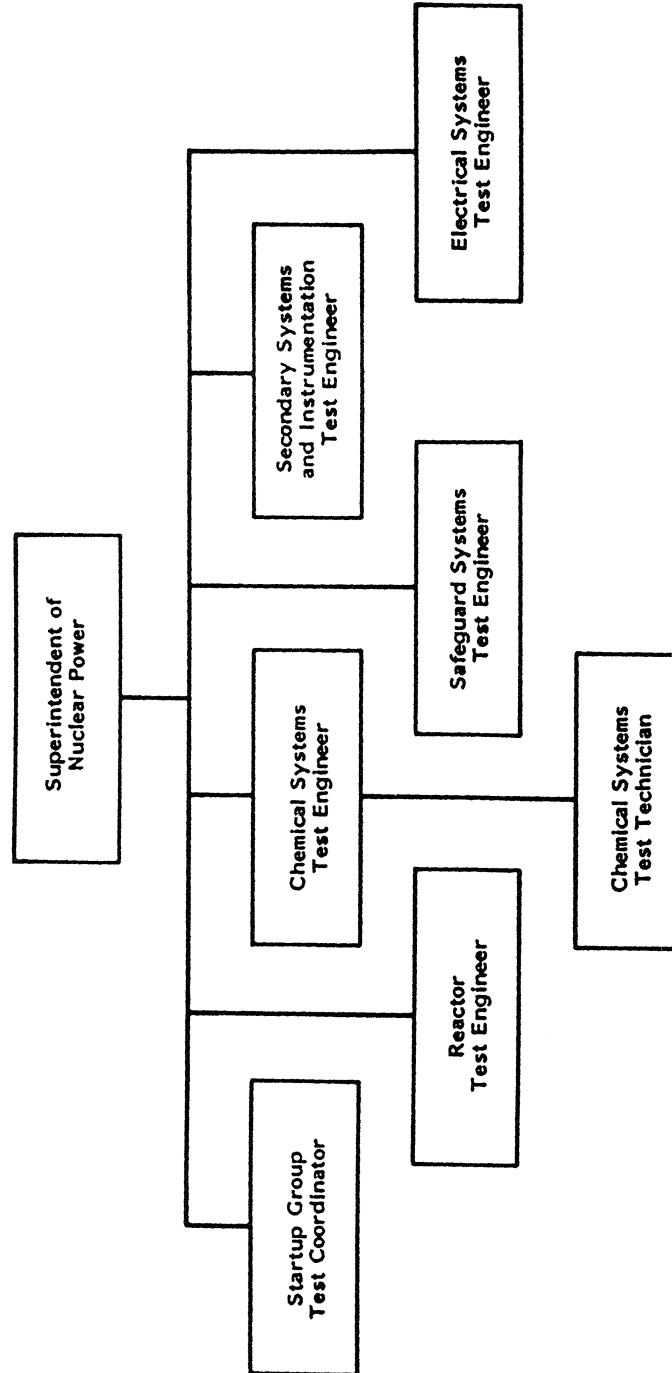 Superintendent of
Nuclear Power
Startup Group
Test Coordinator
Chemical Systems
Test Engineer
Secondary Systems
and Instrumentation
Test Engineer
Reactor
Test Engineer
Safeguard Systems
Test Engineer
Electrical Systems
Test Engineer
Chemical Systems
Test Technician